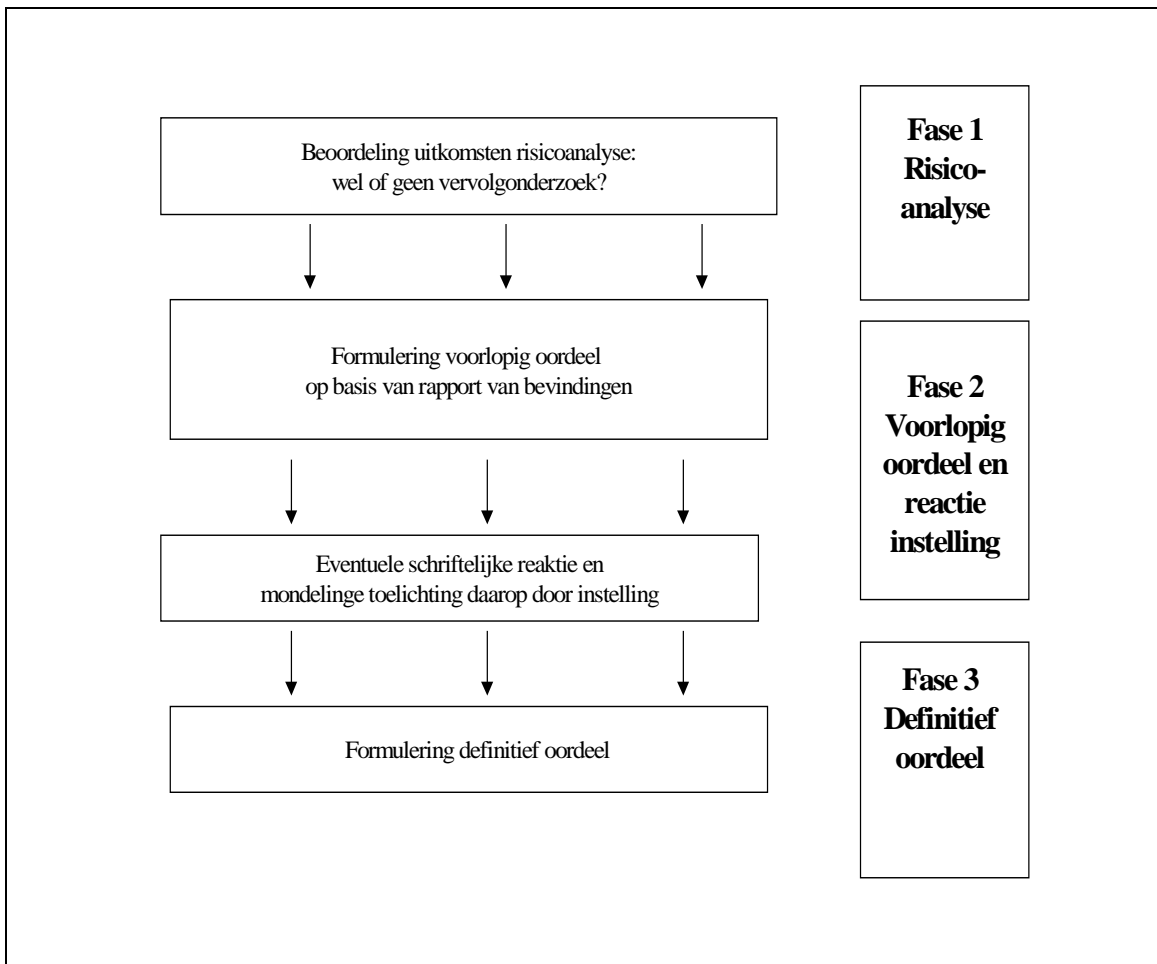 Beoordeling uitkomsten risicoanalyse:
wel of geen vervolgonderzoek?
Fase 1
Risico-
analyse
Formulering voorlopig oordeel
op basis van rapport van bevindingen
Fase 2
Voorlopig
oordeel en
reactie
instelling
Eventuele schriftelijke reaktie en
mondelinge toelichting daarop door instelling
Formulering definitief oordeel
Fase 3
Definitief
oordeel